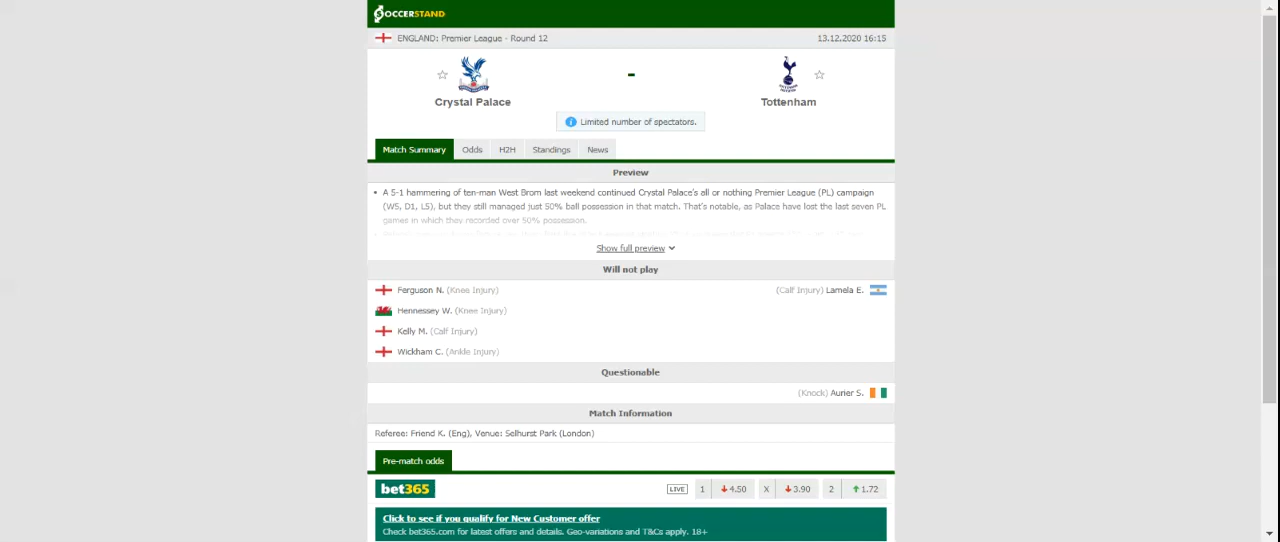 SOCCERSTAND
ENGLAND: Premier League - Round 12 13.12.2020 16:15
-
Crystal Palace Tottenham
Limited number of spectators.
Match Summary Odds H2H Standings News
Preview
• A 5-1 hammering of ten-man West Brom last weekend continued Crystal Palace's all or nothing Premier League (PL) campaign
(W5, D1, L5), but they still managed just 50% ball possession in that match. That's notable, as Palace have lost the last seven PL
games in which they recorded over 50% possession.
Show full preview
Will not play
Ferguson N. (Knee Injury) (Calf Injury) Lamela E.
Hennessey W. (Knee Injury)
Kelly M. (Calf Injury)
Wickham C. (Ankle Injury)
Questionable
(Knock) Aurier S.
Match Information
Referee: Friend K. (Eng), Venue: Selhurst Park (London)
Pre-match odds
bet365 LIVE 1 4.50 X 3.90 2 1.72
Click to see if you qualify for New Customer offer
Check bet365.com for latest offers and details. Geo-variations and T&Cs apply. 18+